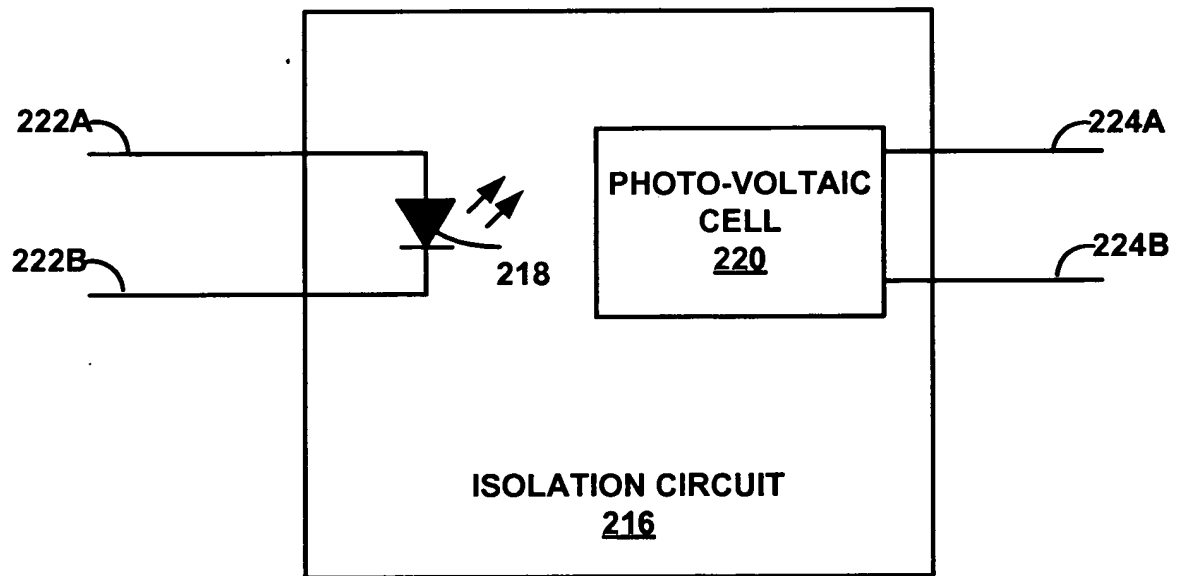 222A
224A
PHOTO-VOLTAIC
CELL
220
222B
218
224B
ISOLATION CIRCUIT
216